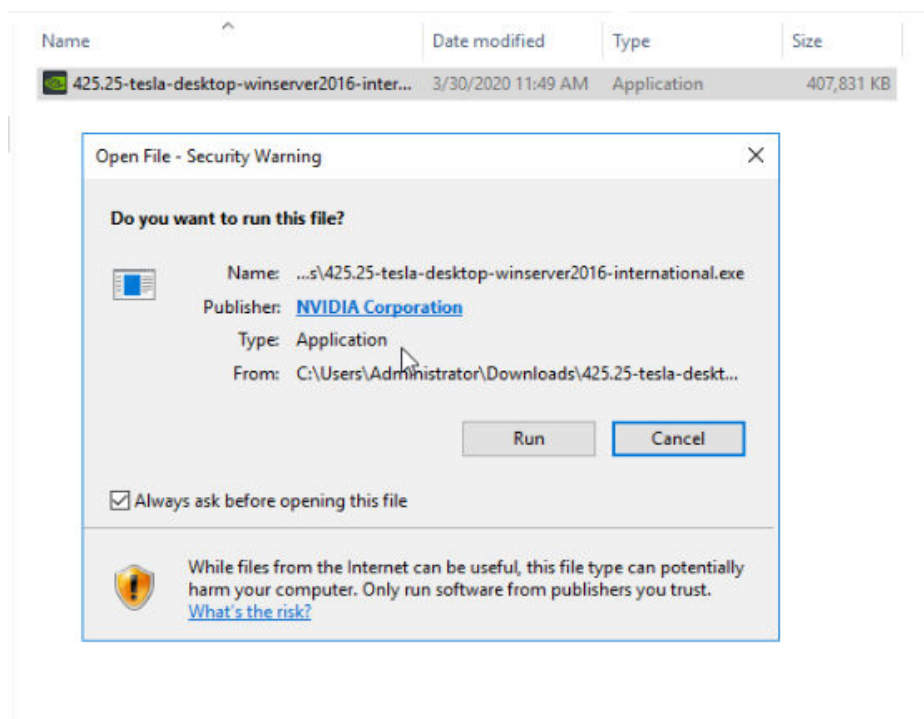 Name Date modified Type Size
425.25-tesla-desktop-winserver2016-inter... 3/30/2020 11:49 AM Application 407,831 KB
Open File - Security Warning
Do you want to run this file?
Name: ...s\425.25-tesla-desktop-winserver2016-international.exe
Publisher: NVIDIA Corporation
Type: Application
From: C:\Users\Administrator\Downloads\425.25-tesla-deskt...
Run Cancel
Always ask before opening this file
While files from the Internet can be useful, this file type can potentially
harm your computer. Only run software from publishers you trust.
What's the risk?